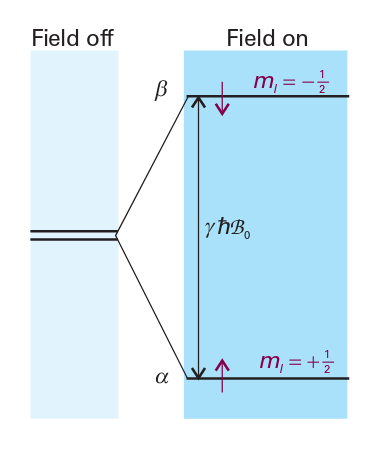 Field off
Field on
β
m_I = −1/2
γħℬ₀
m_I = +1/2
α